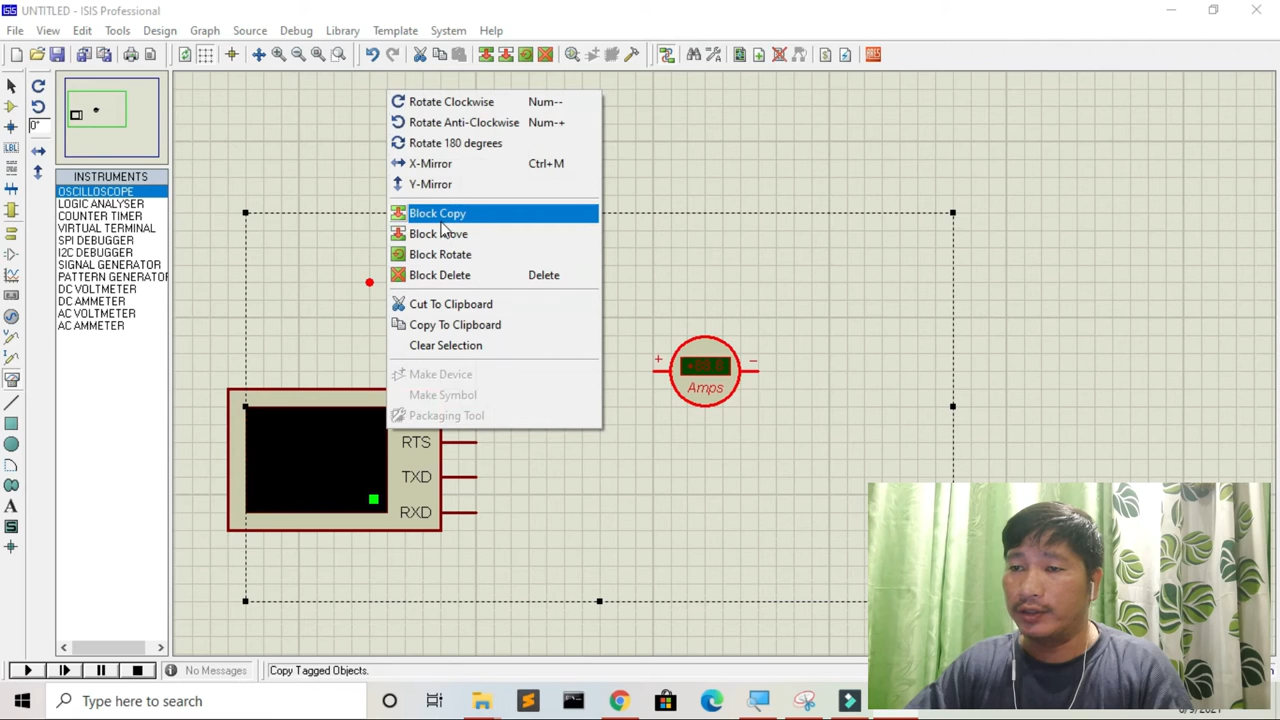 UNTITLED - ISIS Professional
File View Edit Tools Design Graph Source Debug Library Template System Help
0°
INSTRUMENTS
OSCILLOSCOPE
LOGIC ANALYSER
COUNTER TIMER
VIRTUAL TERMINAL
SPI DEBUGGER
I2C DEBUGGER
SIGNAL GENERATOR
PATTERN GENERATOR
DC VOLTMETER
DC AMMETER
AC VOLTMETER
AC AMMETER
Rotate Clockwise Num--
Rotate Anti-Clockwise Num-+
Rotate 180 degrees
X-Mirror Ctrl+M
Y-Mirror
Block Copy
Block Move
Block Rotate
Block Delete Delete
Cut To Clipboard
Copy To Clipboard
Clear Selection
Make Device
Make Symbol
Packaging Tool
+ −
Amps
RTS
TXD
RXD
No Messages Copy Tagged Objects.
Type here to search